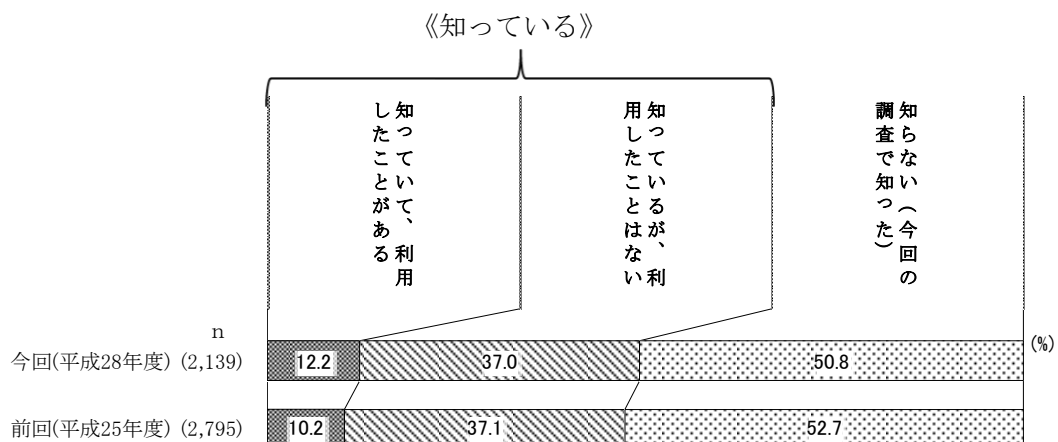 《知っている》
知っていて、利用
したことがある
知っているが、利
用したことはない
知らない（今回の
調査で知った）
n
(%)
今回(平成28年度) (2,139)
12.2
37.0
50.8
前回(平成25年度) (2,795)
10.2
37.1
52.7